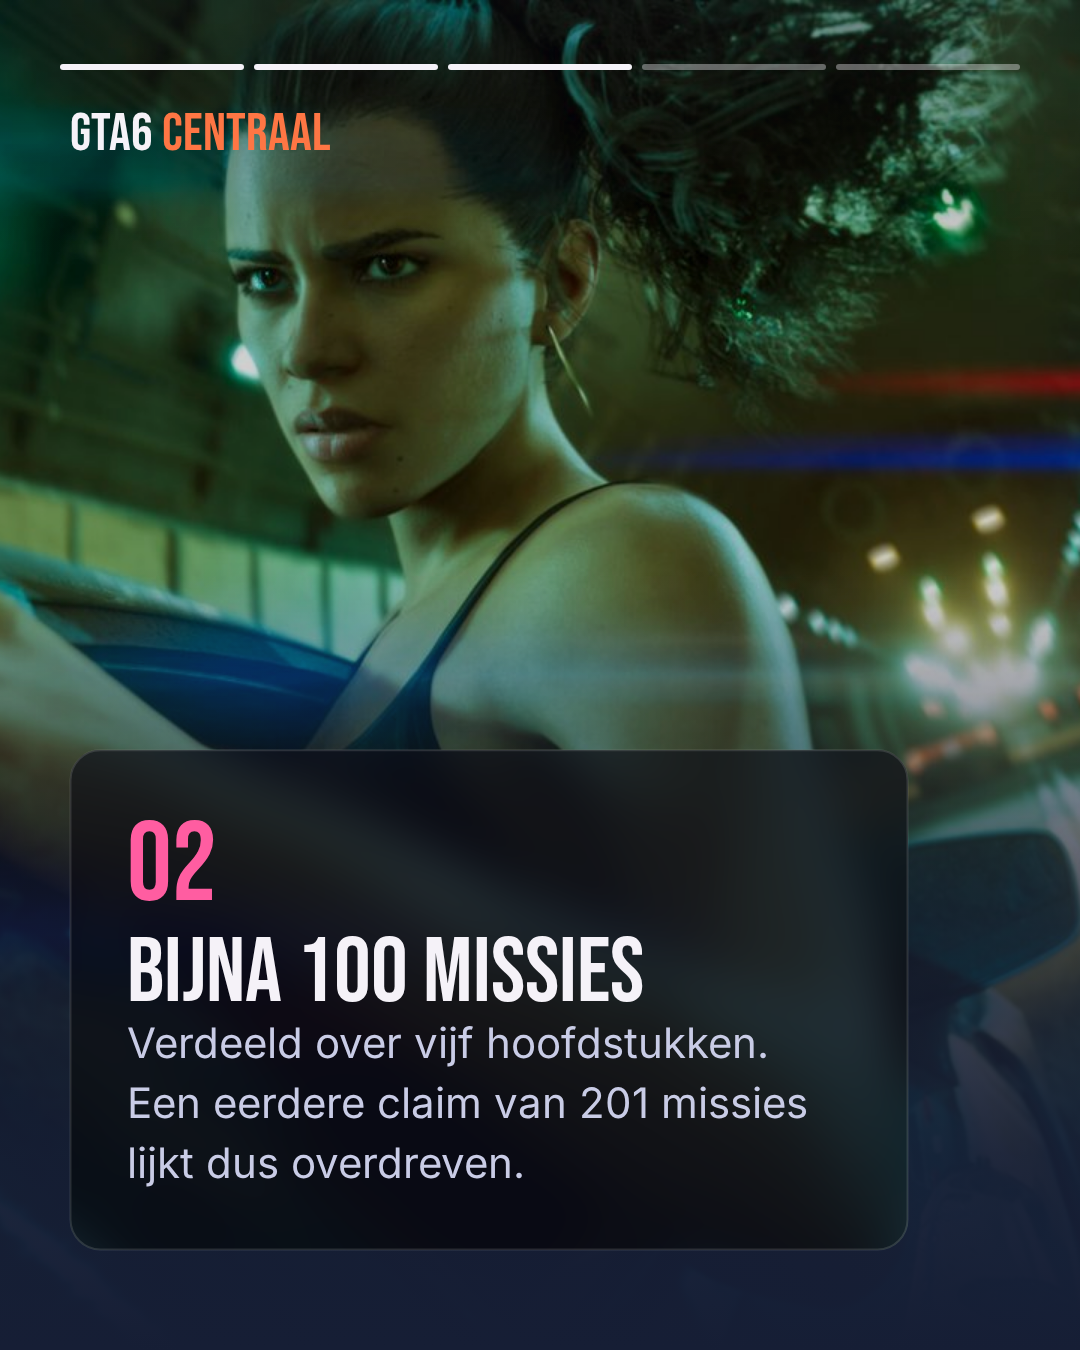 GTA6 CENTRAAL
02
BIJNA 100 MISSIES
Verdeeld over vijf hoofdstukken.
Een eerdere claim van 201 missies
lijkt dus overdreven.